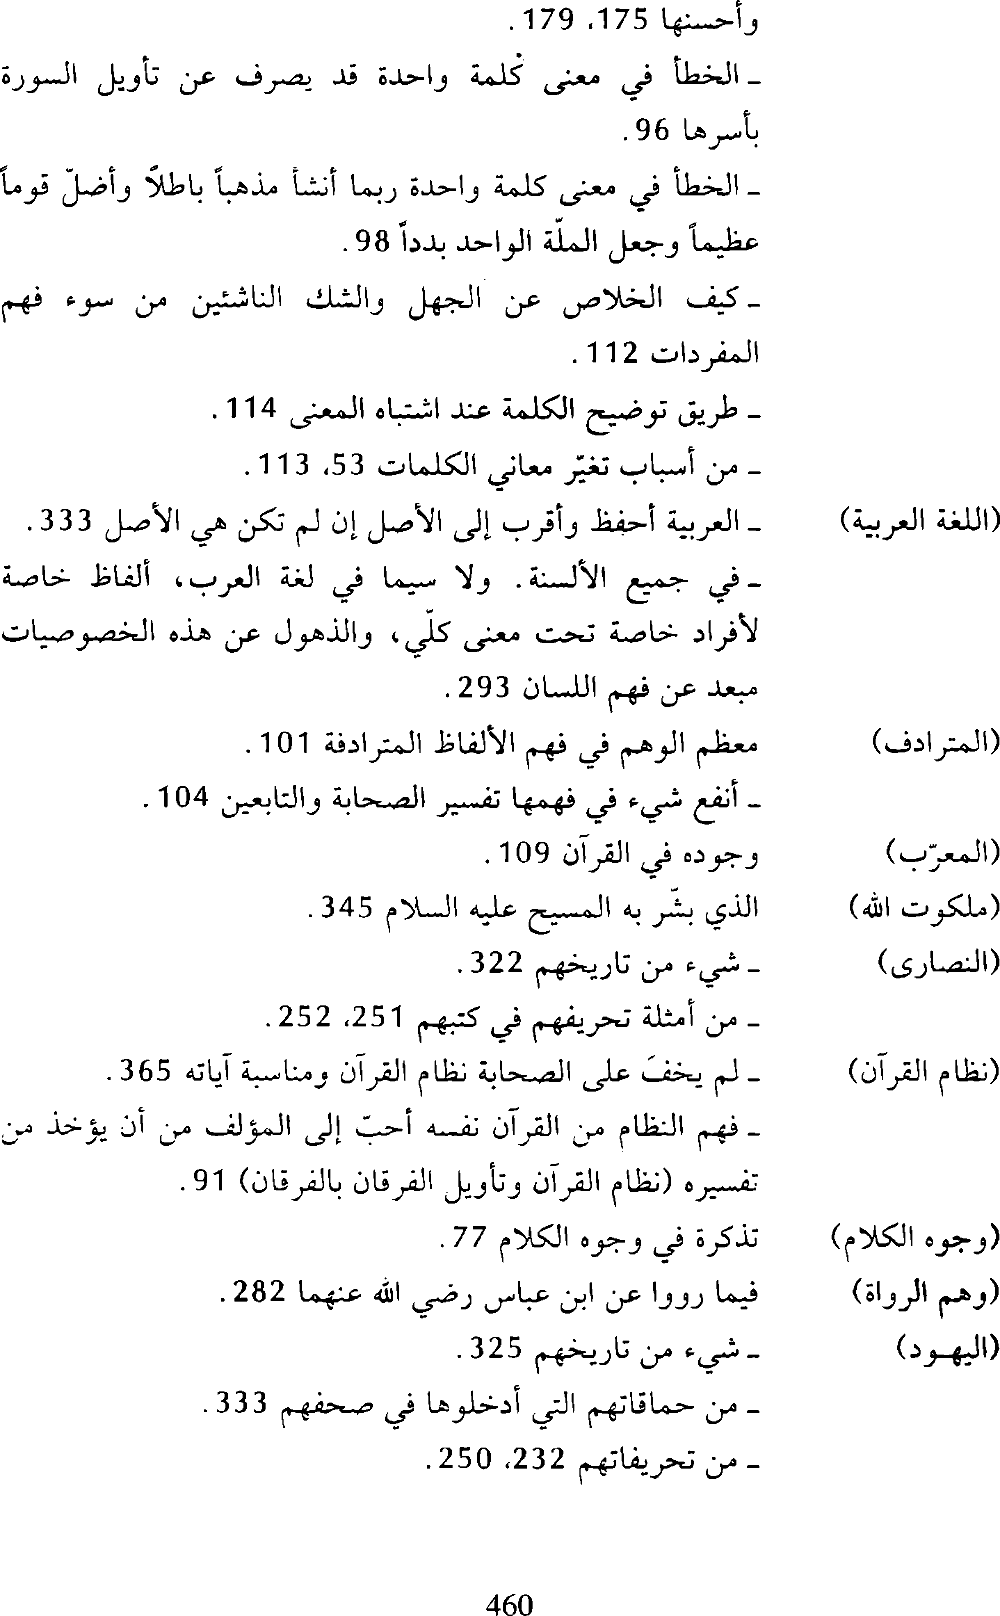 وأحسنها 175، 179.
ـ الخطأ في معنى كلمة واحدة قد يصرف عن تأويل السورة
بأسرها 96.
ـ الخطأ في معنى كلمة واحدة ربما أنشأ مذهباً باطلاً وأضلّ قوماً
عظيماً وجعل الملّة الواحد بدداً 98.
ـ كيف الخلاص عن الجهل والشك الناشئين من سوء فهم
المفردات 112.
ـ طريق توضيح الكلمة عند اشتباه المعنى 114.
ـ من أسباب تغيّر معاني الكلمات 53، 113.
(اللغة العربية) ـ العربية أحفظ وأقرب إلى الأصل إن لم تكن هي الأصل 333.
ـ في جميع الألسنة. ولا سيما في لغة العرب، ألفاظ خاصة
لأفراد خاصة تحت معنى كلّي، والذهول عن هذه الخصوصيات
مبعد عن فهم اللسان 293.
(المترادف) معظم الوهم في فهم الألفاظ المترادفة 101.
ـ أنفع شيء في فهمها تفسير الصحابة والتابعين 104.
(المعرّب) وجوده في القرآن 109.
(ملكوت الله) الذي بشّر به المسيح عليه السلام 345.
(النصارى) ـ شيء من تاريخهم 322.
ـ من أمثلة تحريفهم في كتبهم 251، 252.
(نظام القرآن) ـ لم يخفَ على الصحابة نظام القرآن ومناسبة آياته 365.
ـ فهم النظام من القرآن نفسه أحبّ إلى المؤلف من أن يؤخذ من
تفسيره (نظام القرآن وتأويل الفرقان بالفرقان) 91.
(وجوه الكلام) تذكرة في وجوه الكلام 77.
(وهم الرواة) فيما رووا عن ابن عباس رضي الله عنهما 282.
(اليهود) ـ شيء من تاريخهم 325.
ـ من حماقاتهم التي أدخلوها في صحفهم 333.
ـ من تحريفاتهم 232، 250.
460